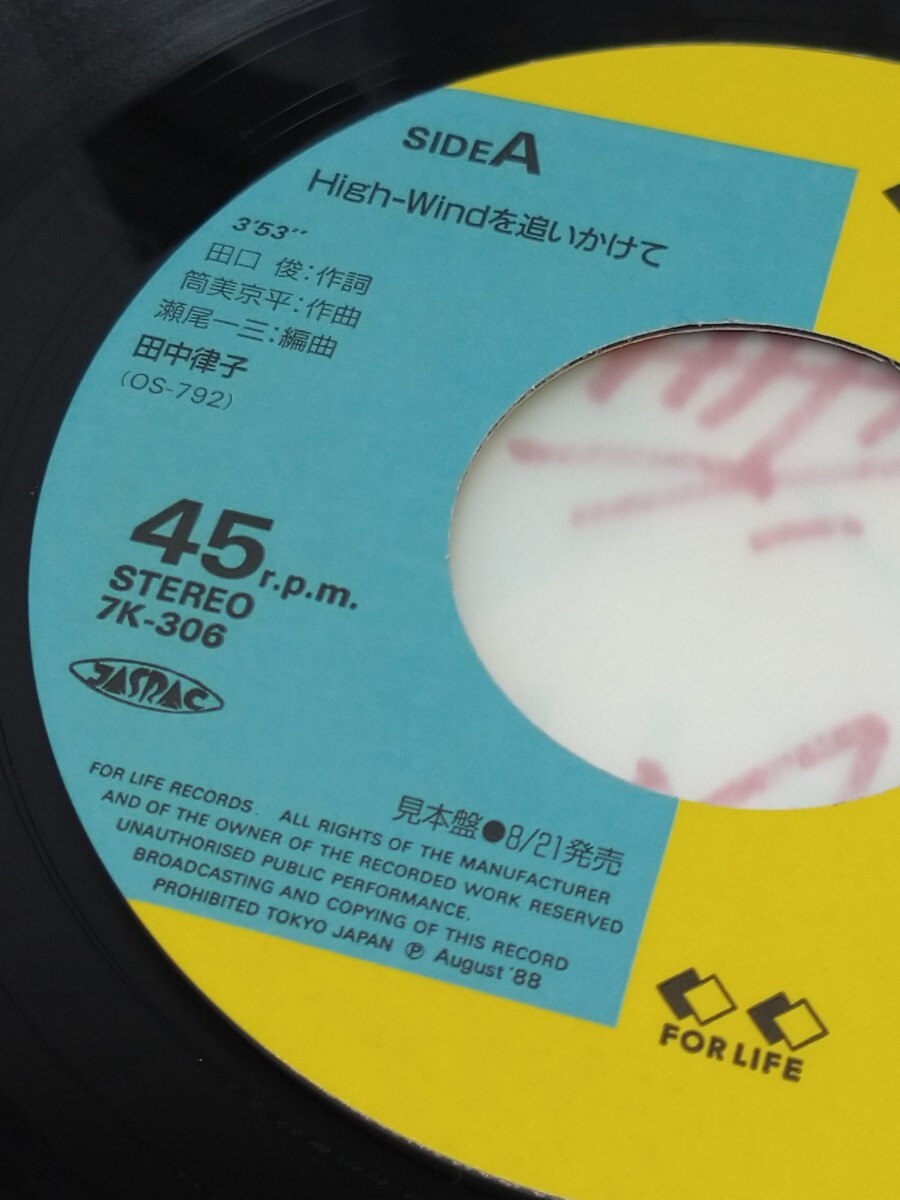 SIDE A
High-Windを追いかけて
3'53''
田口 俊:作詞
筒美京平:作曲
瀬尾一三:編曲
田中律子
(OS-792)
45 r.p.m.
STEREO
7K-306
JASRAC
見本盤●8/21発売
FOR LIFE RECORDS ALL RIGHTS OF THE MANUFACTURER
AND OF THE OWNER OF THE RECORDED WORK RESERVED
UNAUTHORISED PUBLIC PERFORMANCE,
BROADCASTING AND COPYING OF THIS RECORD
PROHIBITED TOKYO JAPAN Ⓟ August '88
FOR LIFE